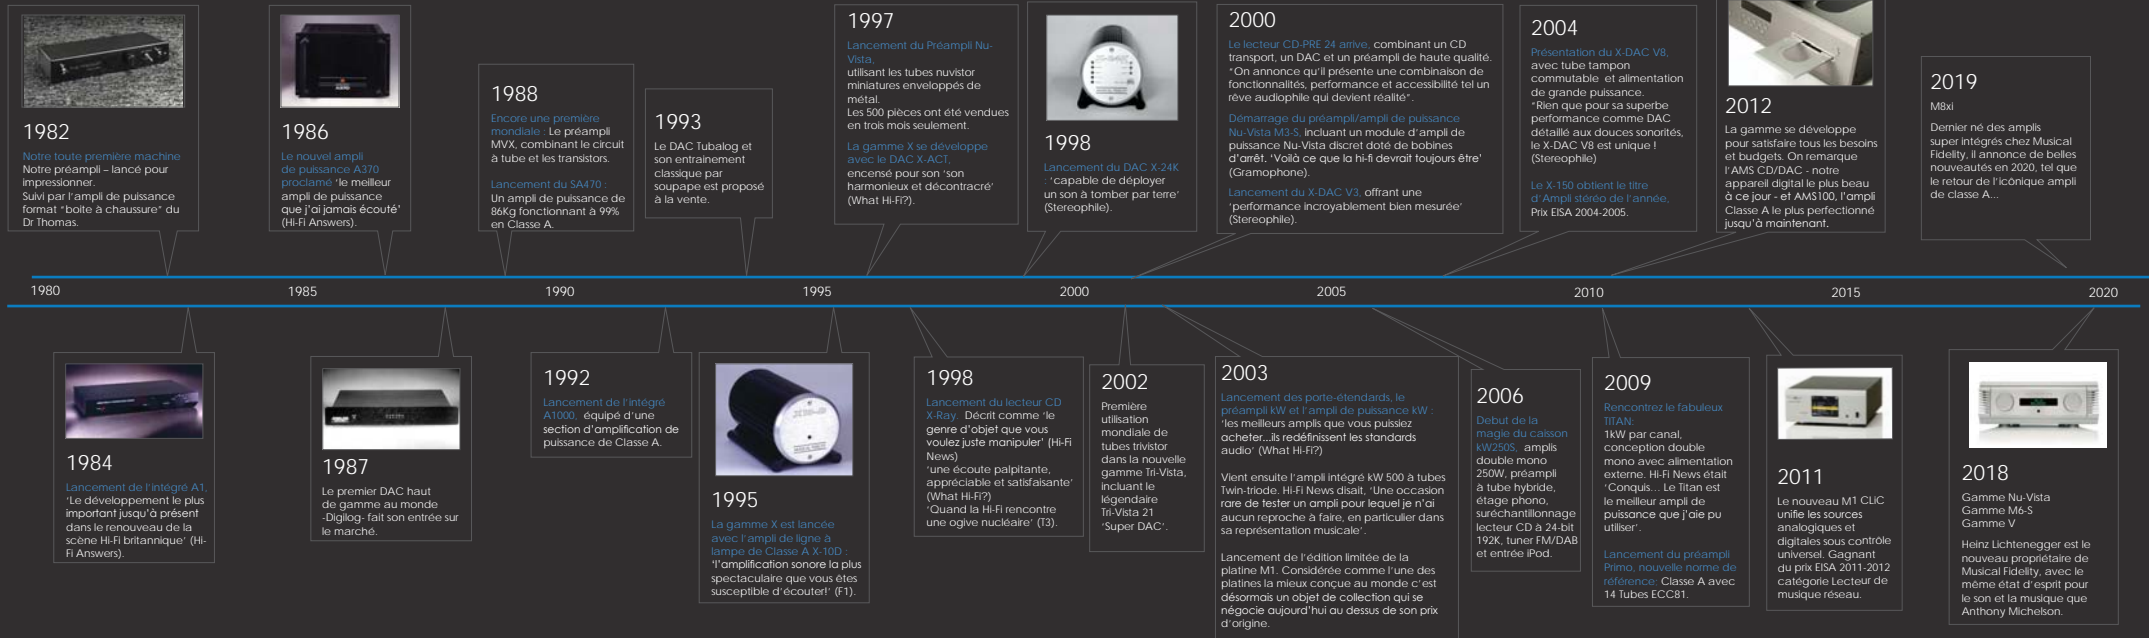 1982
Notre toute première machine
Notre préampli – lancé pour
impressionner.
Suivi par l'ampli de puissance
format "boite à chaussure" du
Dr Thomas.
1986
Le nouvel ampli
de puissance A370
proclamé 'le meilleur
ampli de puissance
que j'ai jamais écouté'
(Hi-Fi Answers).
1988
Encore une première
mondiale : Le préampli
MVX, combinant le circuit
à tube et les transistors.
Lancement du SA470 :
Un ampli de puissance de
86Kg fonctionnant à 99%
en Classe A.
1993
Le DAC Tubalog et
son entrainement
classique par
soupape est proposé
à la vente.
1997
Lancement du Préampli Nu-
Vista,
utilisant les tubes nuvistor
miniatures enveloppés de
métal.
Les 500 pièces ont été vendues
en trois mois seulement.
La gamme X se développe
avec le DAC X-ACT,
encensé pour son 'son
harmonieux et décontracré'
(What Hi-Fi?).
1998
Lancement du DAC X-24K
: 'capable de déployer
un son à tomber par terre'
(Stereophile).
2000
Le lecteur CD-PRE 24 arrive, combinant un CD
transport, un DAC et un préampli de haute qualité.
"On annonce qu'il présente une combinaison de
fonctionnalités, performance et accessibilité tel un
rêve audiophile qui devient réalité".
Démarrage du préampli/ampli de puissance
Nu-Vista M3-S, incluant un module d'ampli de
puissance Nu-Vista discret doté de bobines
d'arrêt. 'Voilà ce que la hi-fi devrait toujours être'
(Gramophone).
Lancement du X-DAC V3, offrant une
'performance incroyablement bien mesurée'
(Stereophile).
2004
Présentation du X-DAC V8,
avec tube tampon
commutable et alimentation
de grande puissance.
"Rien que pour sa superbe
performance comme DAC
détaillé aux douces sonorités,
le X-DAC V8 est unique !
(Stereophile)
Le X-150 obtient le titre
d'Ampli stéréo de l'année,
Prix EISA 2004-2005.
2012
La gamme se développe
pour satisfaire tous les besoins
et budgets. On remarque
l'AMS CD/DAC - notre
appareil digital le plus beau
à ce jour - et AMS100, l'ampli
Classe A le plus perfectionné
jusqu'à maintenant.
2019
M8xi
Dernier né des amplis
super intégrés chez Musical
Fidelity, il annonce de belles
nouveautés en 2020, tel que
le retour de l'icónique ampli
de classe A...
1980 1985 1990 1995 2000 2005 2010 2015 2020
1984
Lancement de l'intégré A1,
'Le développement le plus
important jusqu'à présent
dans le renouveau de la
scène Hi-Fi britannique' (Hi-
Fi Answers).
1987
Le premier DAC haut
de gamme au monde
-Digilog- fait son entrée sur
le marché.
1992
Lancement de l'intégré
A1000, équipé d'une
section d'amplification de
puissance de Classe A.
1995
La gamme X est lancée
avec l'ampli de ligne à
lampe de Classe A X-10D :
'l'amplification sonore la plus
spectaculaire que vous êtes
susceptible d'écouter!' (F1).
1998
Lancement du lecteur CD
X-Ray. Décrit comme 'le
genre d'objet que vous
voulez juste manipuler' (Hi-Fi
News)
'une écoute palpitante,
appréciable et satisfaisante'
(What Hi-Fi?)
'Quand la Hi-Fi rencontre
une ogive nucléaire' (T3).
2002
Première
utilisation
mondiale de
tubes trivistor
dans la nouvelle
gamme Tri-Vista,
incluant le
légendaire
Tri-Vista 21
'Super DAC'.
2003
Lancement des porte-étendards, le
préampli kW et l'ampli de puissance kW :
'les meilleurs amplis que vous puissiez
acheter...ils redéfinissent les standards
audio' (What Hi-Fi?)
Vient ensuite l'ampli intégré kW 500 à tubes
Twin-triode. Hi-Fi News disait, 'Une occasion
rare de tester un ampli pour lequel je n'ai
aucun reproche à faire, en particulier dans
sa représentation musicale'.
Lancement de l'édition limitée de la
platine M1. Considérée comme l'une des
platines la mieux conçue au monde c'est
désormais un objet de collection qui se
négocie aujourd'hui au dessus de son prix
d'origine.
2006
Debut de la
magie du caisson
kW250S, amplis
double mono
250W, préampli
à tube hybride,
étage phono,
suréchantillonnage
lecteur CD à 24-bit
192K, tuner FM/DAB
et entrée iPod.
2009
Rencontrez le fabuleux
TITAN:
1kW par canal,
conception double
mono avec alimentation
externe. Hi-Fi News était
'Conquis... Le Titan est
le meilleur ampli de
puissance que j'aie pu
utiliser'.
Lancement du préampli
Primo, nouvelle norme de
référence: Classe A avec
14 Tubes ECC81.
2011
Le nouveau M1 CLiC
unifie les sources
analogiques et
digitales sous contrôle
universel. Gagnant
du prix EISA 2011-2012
catégorie Lecteur de
musique réseau.
2018
Gamme Nu-Vista
Gamme M6-S
Gamme V
Heinz Lichtenegger est le
nouveau propriétaire de
Musical Fidelity, avec le
même état d'esprit pour
le son et la musique que
Anthony Michelson.